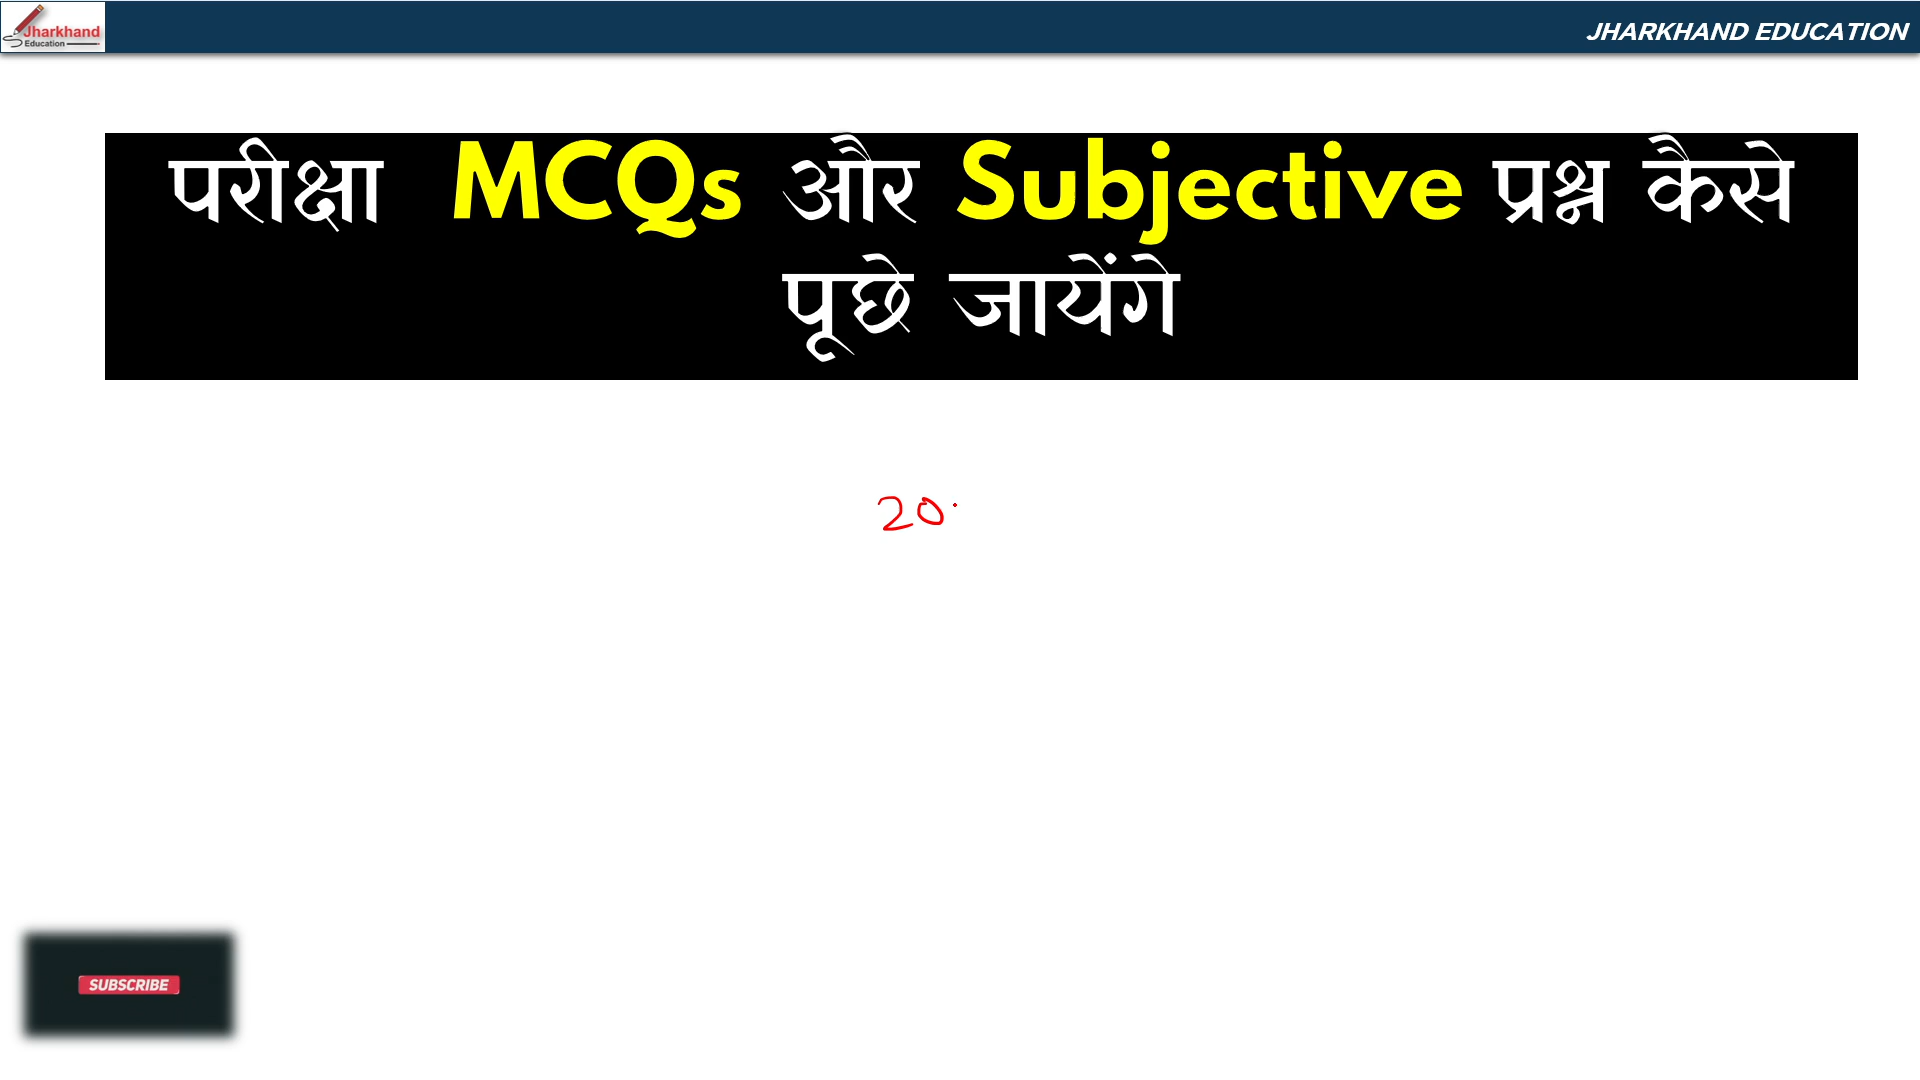 Jharkhand
Education
JHARKHAND EDUCATION
परीक्षा MCQs और Subjective प्रश्न कैसे
पूछे जायेंगे
20
SUBSCRIBE